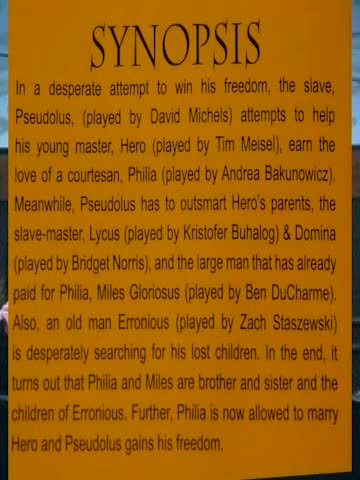 SYNOPSIS
In a desperate attempt to win his freedom, the slave,
Pseudolus, (played by David Michels) attempts to help
his young master, Hero (played by Tim Meisel), earn the
love of a courtesan, Philia (played by Andrea Bakunowicz).
Meanwhile, Pseudolus has to outsmart Hero's parents, the
slave-master, Lycus (played by Kristofer Buhalog) & Domina
(played by Bridget Norris), and the large man that has already
paid for Philia, Miles Gloriosus (played by Ben DuCharme).
Also, an old man Erronious (played by Zach Staszewski)
is desperately searching for his lost children. In the end, it
turns out that Philia and Miles are brother and sister and the
children of Erronious. Further, Philia is now allowed to marry
Hero and Pseudolus gains his freedom.